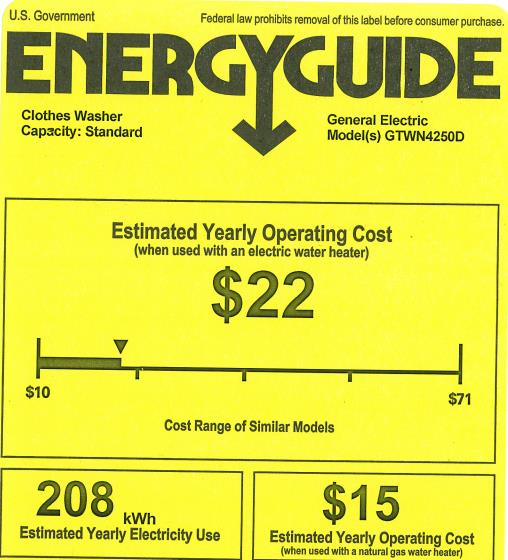 U.S. Government
Federal law prohibits removal of this label before consumer purchase.
ENERGYGUIDE
Clothes Washer
Capacity: Standard
General Electric
Model(s) GTWN4250D
Estimated Yearly Operating Cost
(when used with an electric water heater)
$22
$10
$71
Cost Range of Similar Models
208 kWh
Estimated Yearly Electricity Use
$15
Estimated Yearly Operating Cost
(when used with a natural gas water heater)